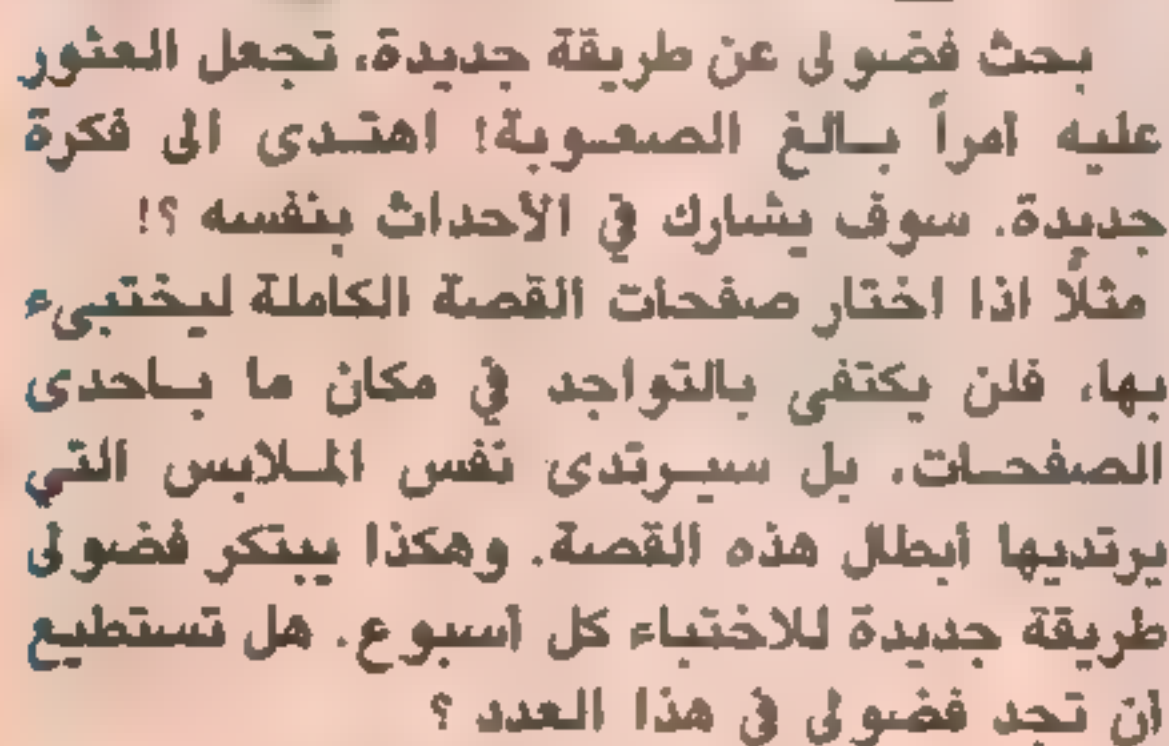 بحث فضولى عن طريقة جديدة، تجعل العثور
عليه أمراً بالغ الصعوبة! اهتدى الى فكرة
جديدة. سوف يشارك في الأحداث بنفسه ؟!
مثلاً اذا اختار صفحات القصة الكاملة ليختبىء
بها، فلن يكتفى بالتواجد في مكان ما باحدى
الصفحات، بل سيرتدى نفس الملابس التي
يرتديها أبطال هذه القصة. وهكذا يبتكر فضولى
طريقة جديدة للاختباء كل أسبوع. هل تستطيع
ان تجد فضولى في هذا العدد ؟